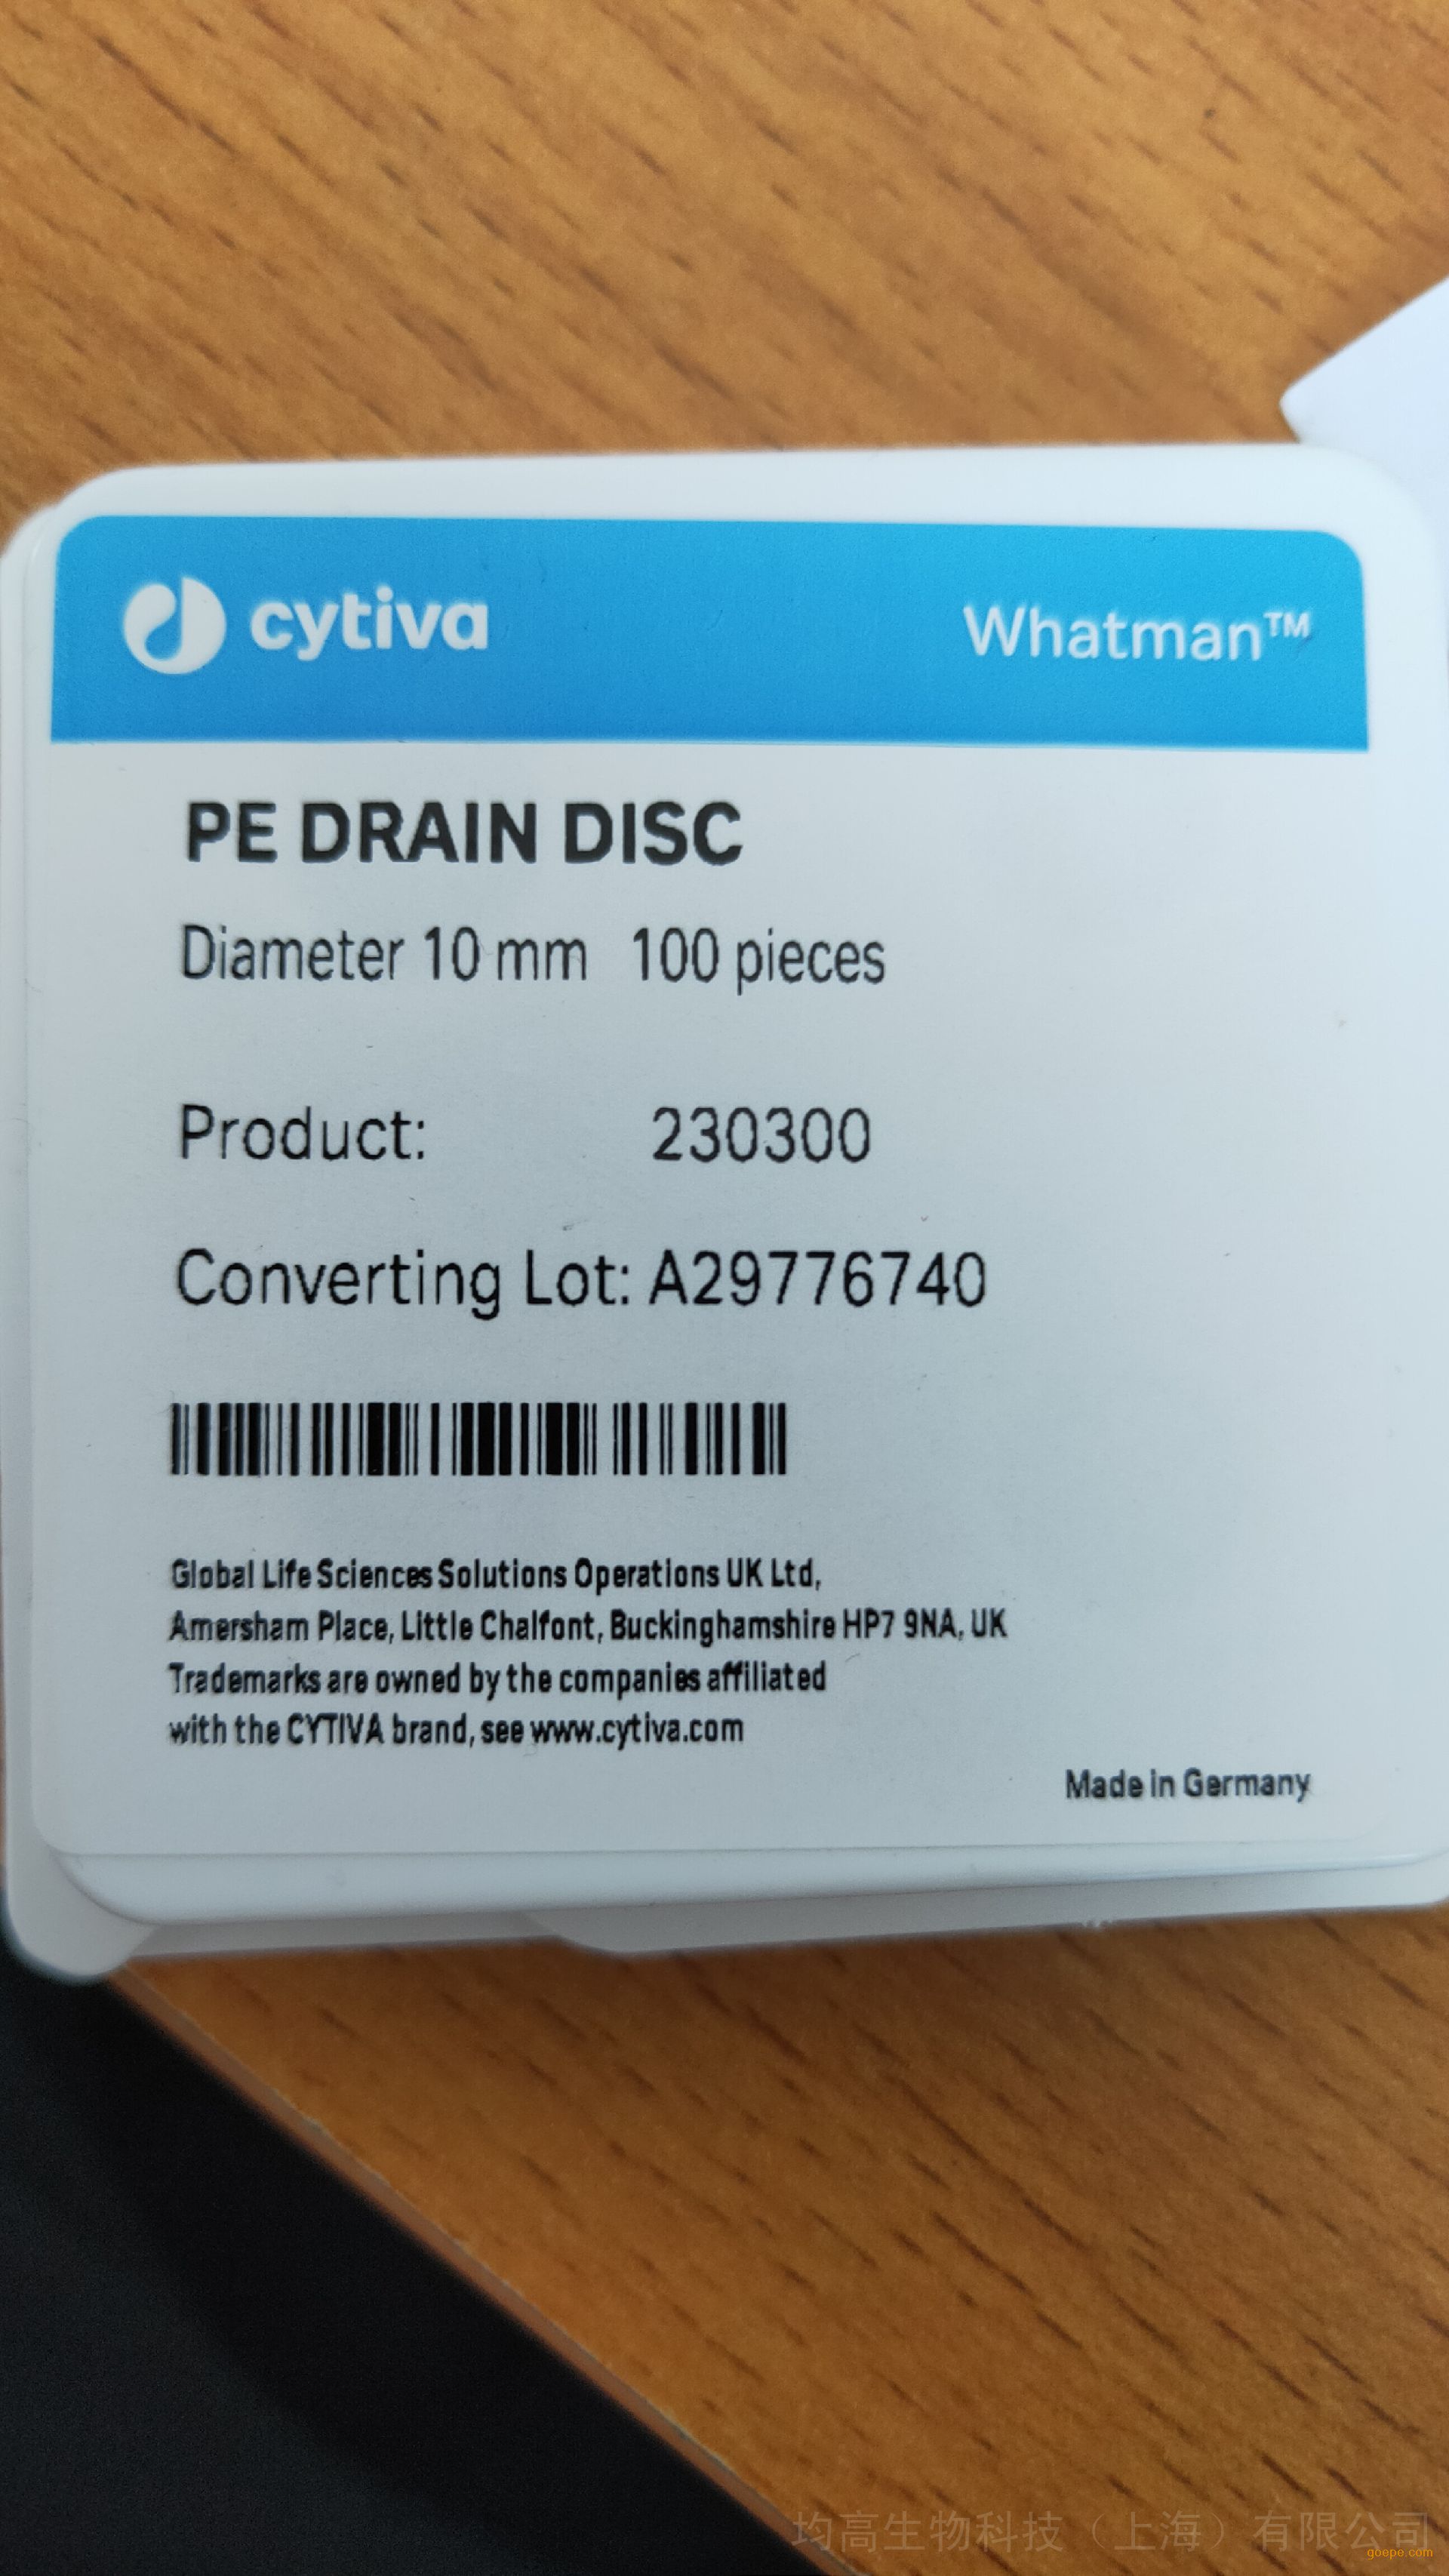 cytiva
Whatman™
PE DRAIN DISC
Diameter 10 mm 100 pieces
Product: 230300
Converting Lot: A29776740
Global Life Sciences Solutions Operations UK Ltd,
Amersham Place, Little Chalfont, Buckinghamshire HP7 9NA, UK
Trademarks are owned by the companies affiliated
with the CYTIVA brand, see www.cytiva.com
Made in Germany
均高生物科技（上海）有限公司
goepe.com